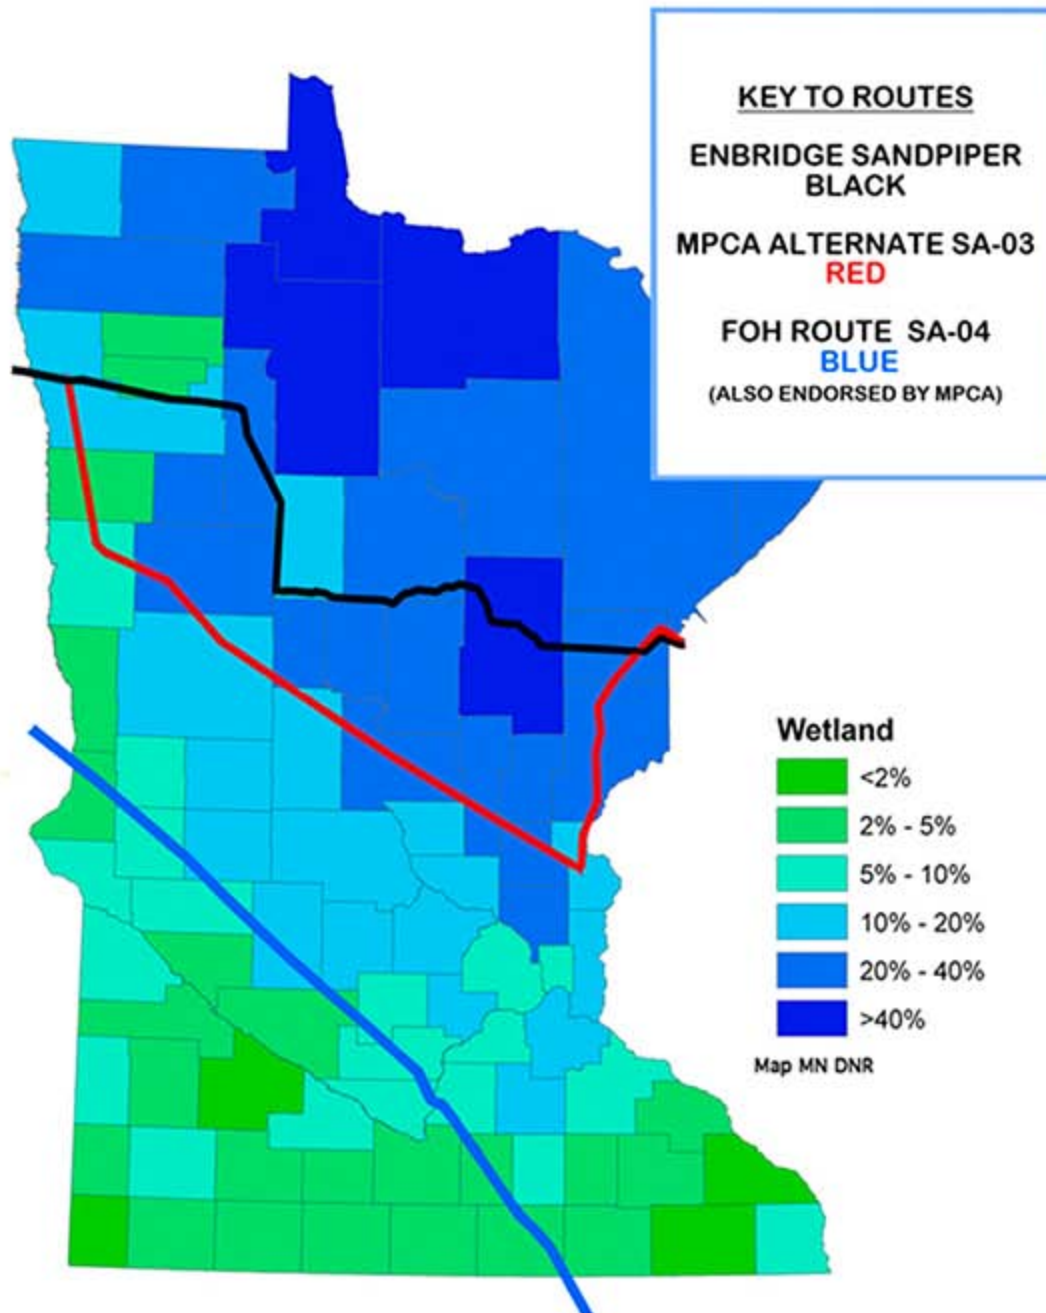 KEY TO ROUTES
ENBRIDGE SANDPIPER
BLACK
MPCA ALTERNATE SA-03
RED
FOH ROUTE SA-04
BLUE
(ALSO ENDORSED BY MPCA)
Wetland
<2%
2% - 5%
5% - 10%
10% - 20%
20% - 40%
>40%
Map MN DNR